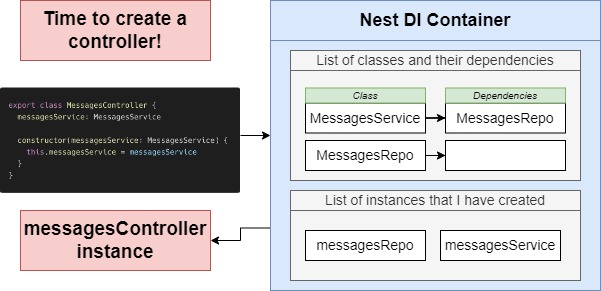 Time to create a
controller!
export class MessagesController {
messagesService: MessagesService
constructor(messagesService: MessagesService) {
this.messagesService = messagesService
}
}
messagesController
instance
Nest DI Container
List of classes and their dependencies
Class Dependencies
MessagesService MessagesRepo
MessagesRepo
List of instances that I have created
messagesRepo messagesService